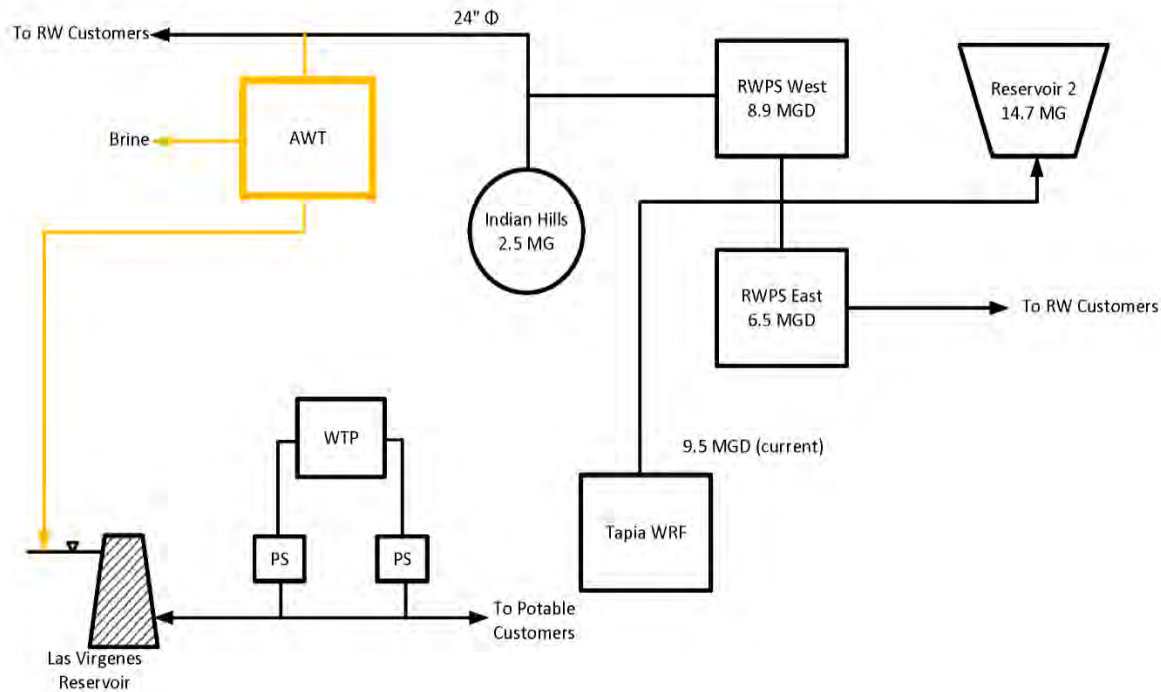 24" Φ
To RW Customers
RWPS West
8.9 MGD
Reservoir 2
14.7 MG
Brine
AWT
Indian Hills
2.5 MG
RWPS East
6.5 MGD
To RW Customers
WTP
9.5 MGD (current)
Tapia WRF
PS
PS
To Potable
Customers
Las Virgenes
Reservoir